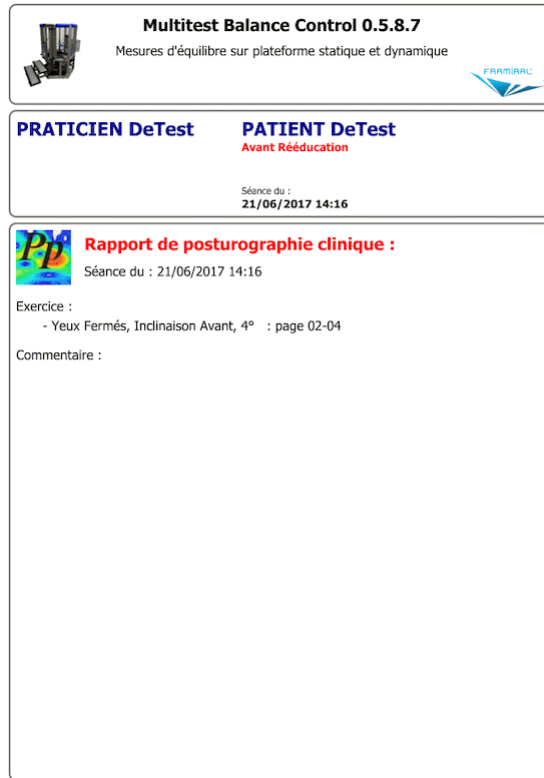 Multitest Balance Control 0.5.8.7
Mesures d'équilibre sur plateforme statique et dynamique
FRAMIRAL
PRATICIEN DeTest
PATIENT DeTest
Avant Rééducation
Séance du :
21/06/2017 14:16
Pp
Rapport de posturographie clinique :
Séance du : 21/06/2017 14:16
Exercice :
- Yeux Fermés, Inclinaison Avant, 4° : page 02-04
Commentaire :